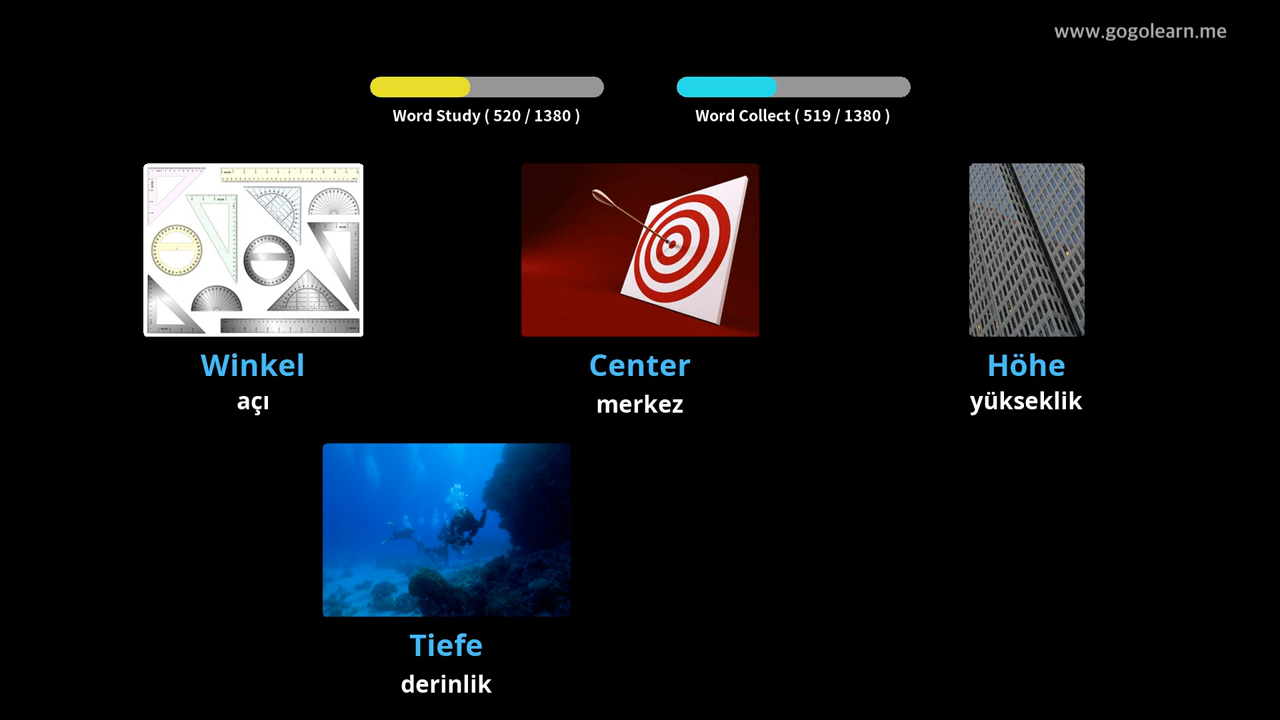 www.gogolearn.me
Word Study ( 520 / 1380 )
Word Collect ( 519 / 1380 )
Winkel
açı
Center
merkez
Höhe
yükseklik
Tiefe
derinlik